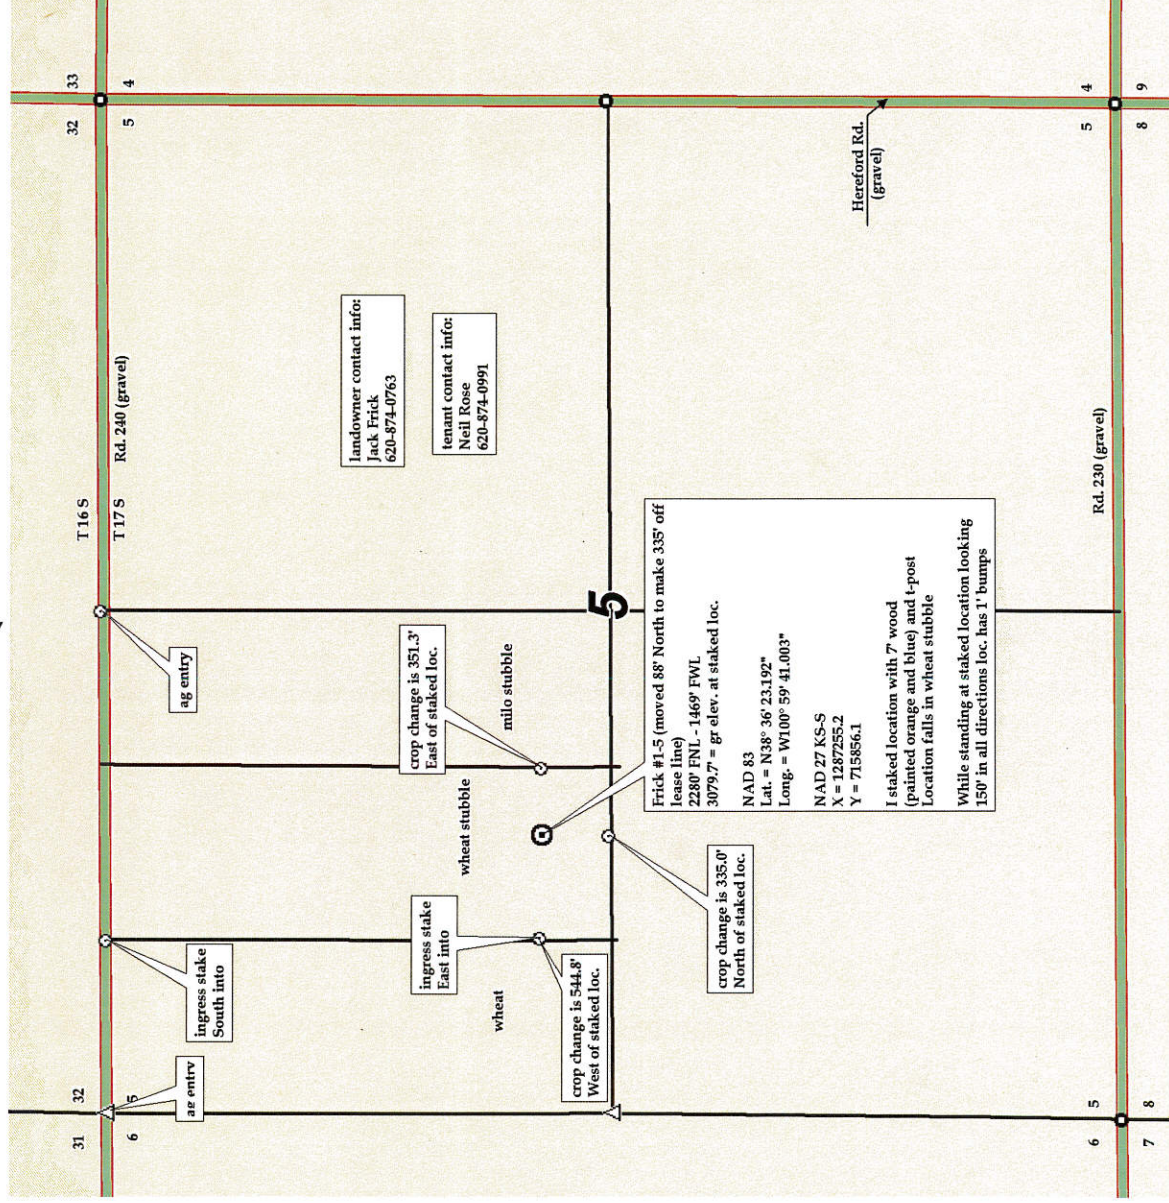 31
32
6
5
ag entry
ingress stake
South into
ag entry
T 16 S
T 17 S
Rd. 240 (gravel)
32
33
5
4
landowner contact info:
Jack Frick
620-874-0763
tenant contact info:
Neil Rose
620-874-0991
crop change is 351.3'
East of staked loc.
milo stubble
wheat stubble
ingress stake
East into
wheat
crop change is 544.8'
West of staked loc.
5
crop change is 335.0'
North of staked loc.
Frick #1-5 (moved 88' North to make 335' off
lease line)
2280' FNL - 1469' FWL
3079.7' = gr elev. at staked loc.
NAD 83
Lat. = N38° 36' 23.192"
Long. = W100° 59' 41.003"
NAD 27 KS-S
X = 1287255.2
Y = 715856.1
I staked location with 7' wood
(painted orange and blue) and t-post
Location falls in wheat stubble
While standing at staked location looking
150' in all directions loc. has 1' bumps
Hereford Rd.
(gravel)
Rd. 230 (gravel)
6
5
7
8
5
4
8
9